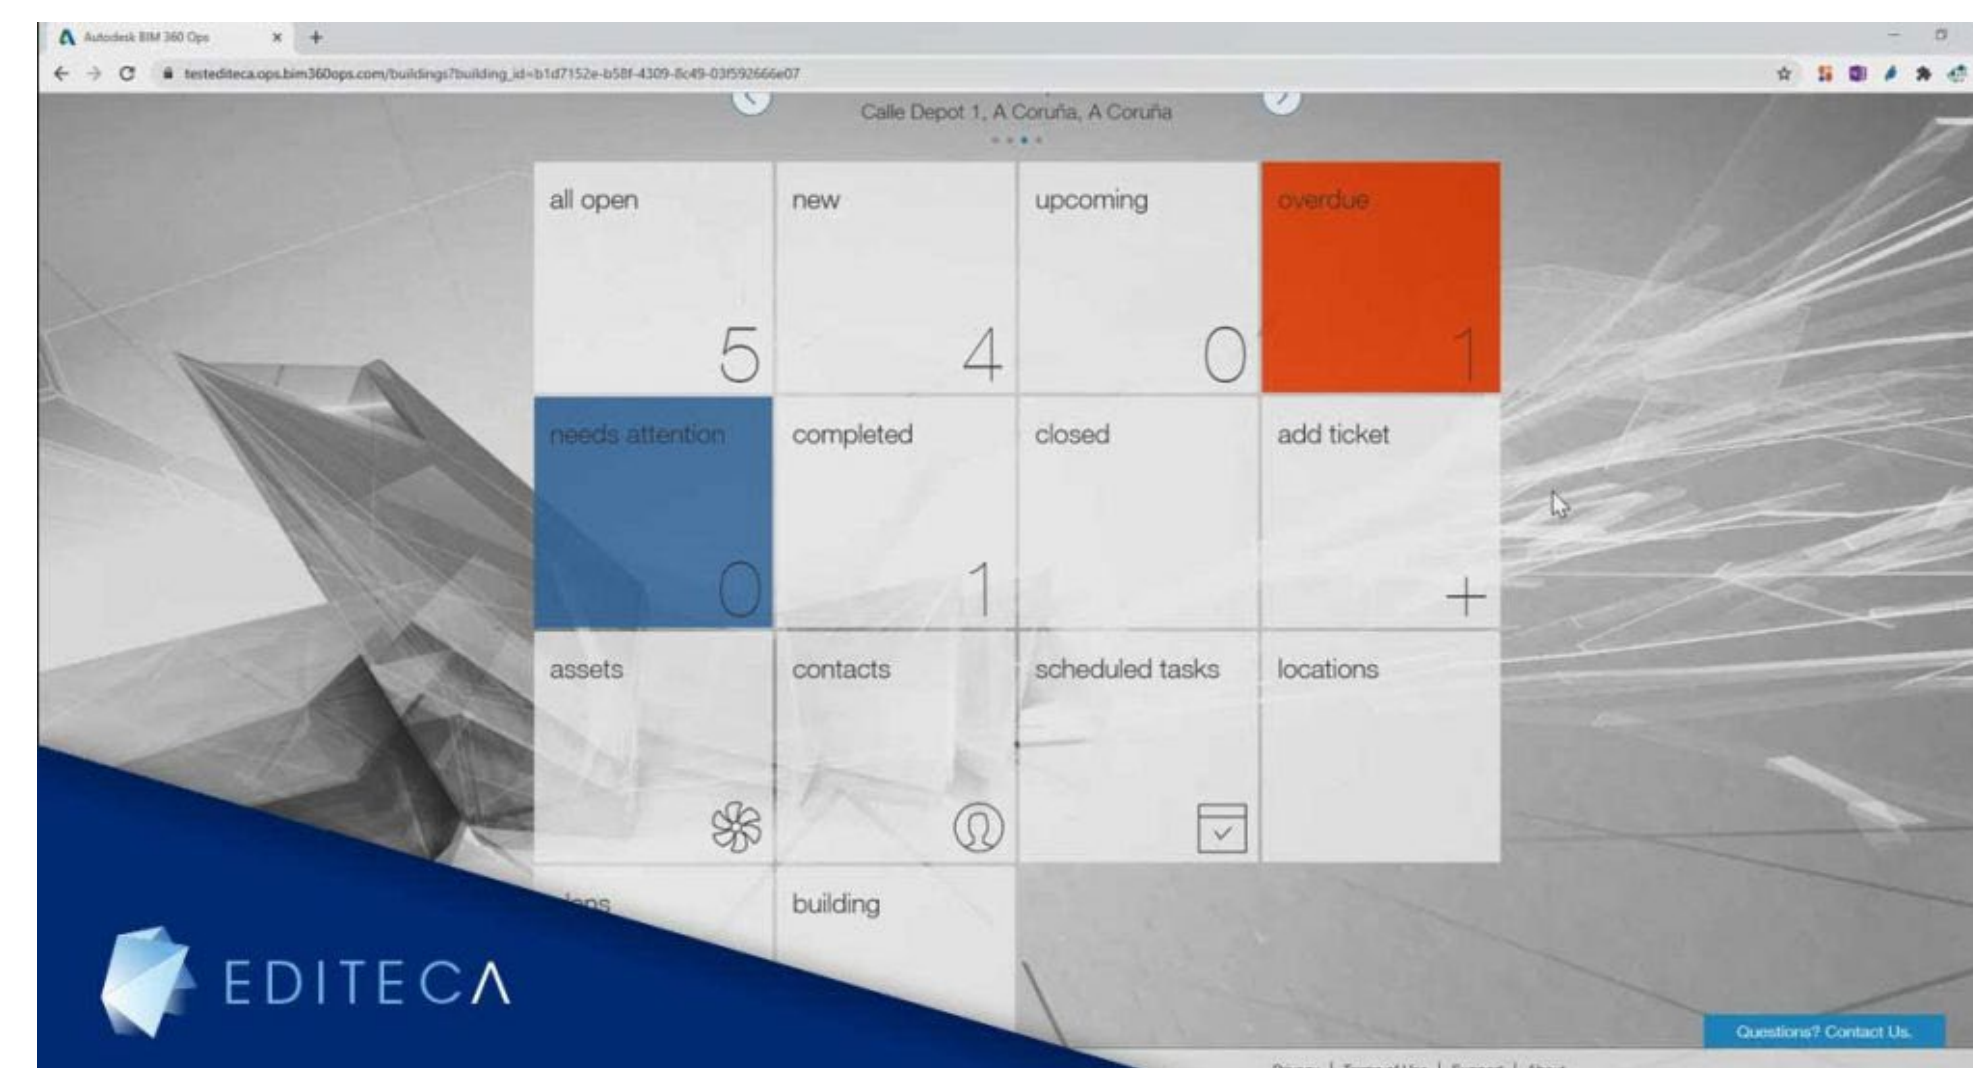 Autodesk BIM 360 Ops
testediteca.ops.bim360ops.com/buildings?building_id=b1d7152e-b58f-4309-8c49-03f592666e07
Calle Depot 1, A Coruña, A Coruña
all open
5
new
4
upcoming
0
overdue
1
needs attention
0
completed
1
closed
add ticket
+
assets
contacts
scheduled tasks
locations
building
EDITECA
Questions? Contact Us.